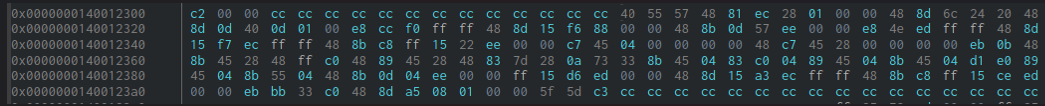 0x0000000140012300 c2 00 00 cc cc cc cc cc cc cc cc cc cc cc cc cc cc cc 40 55 57 48 81 ec 28 01 00 00 48 8d 6c 24 20 48
0x0000000140012320 8d 0d 40 0d 01 00 e8 cc f0 ff ff 48 8d 15 f6 88 00 00 48 8b 0d 57 ee 00 00 e8 4e ed ff ff 48 8d
0x0000000140012340 15 f7 ec ff ff 48 8b c8 ff 15 22 ee 00 00 c7 45 04 00 00 00 00 48 c7 45 28 00 00 00 00 eb 0b 48
0x0000000140012360 8b 45 28 48 ff c0 48 89 45 28 48 83 7d 28 0a 73 33 8b 45 04 83 c0 04 89 45 04 8b 45 04 d1 e0 89
0x0000000140012380 45 04 8b 55 04 48 8b 0d 04 ee 00 00 ff 15 d6 ed 00 00 48 8d 15 a3 ec ff ff 48 8b c8 ff 15 ce ed
0x00000001400123a0 00 00 eb bb 33 c0 48 8d a5 08 01 00 00 5f 5d c3 cc cc cc cc cc cc cc cc cc cc cc cc cc cc cc cc